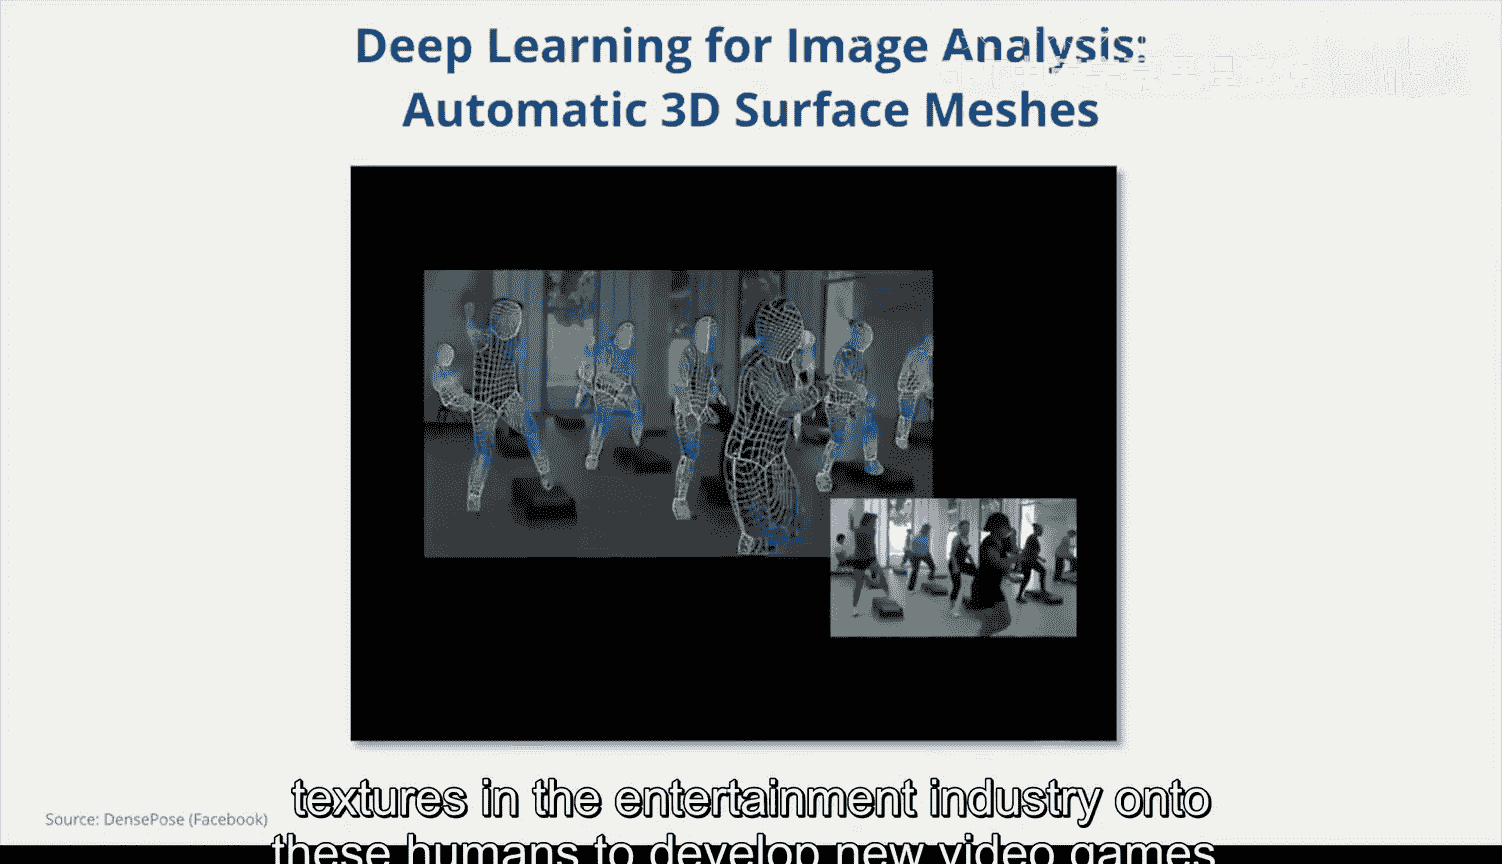 Deep Learning for Image Analysis:
Automatic 3D Surface Meshes
Source: DensePose (Facebook)
textures in the entertainment industry onto
these humans to develop new video games